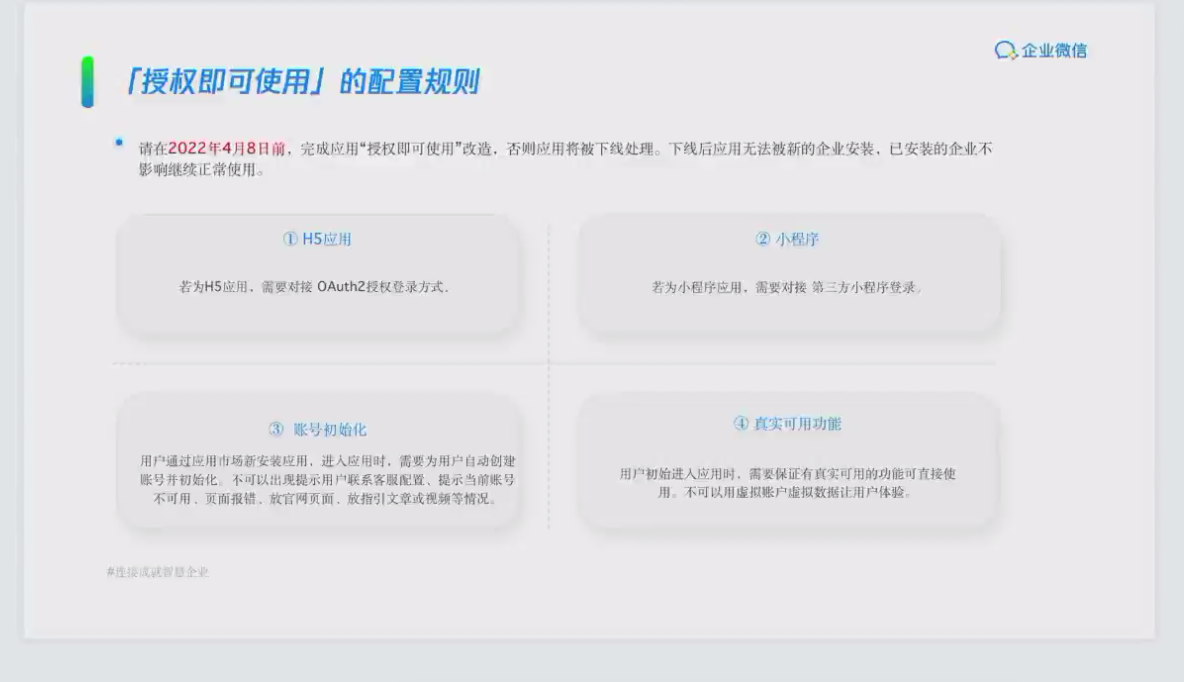 企业微信
「授权即可使用」的配置规则
请在2022年4月8日前，完成应用“授权即可使用”改造，否则应用将被下线处理。下线后应用无法被新的企业安装，已安装的企业不
影响继续正常使用。
① H5应用
若为H5应用，需要对接 OAuth2授权登录方式。
② 小程序
若为小程序应用，需要对接 第三方小程序登录。
③ 账号初始化
用户通过应用市场新安装应用，进入应用时，需要为用户自动创建
账号并初始化。不可以出现提示用户联系客服配置、提示当前账号
不可用、页面报错、放官网页面、放指引文章或视频等情况。
④ 真实可用功能
用户初始进入应用时，需要保证有真实可用的功能可直接使
用。不可以用虚拟账户虚拟数据让用户体验。
#连接成就智慧企业